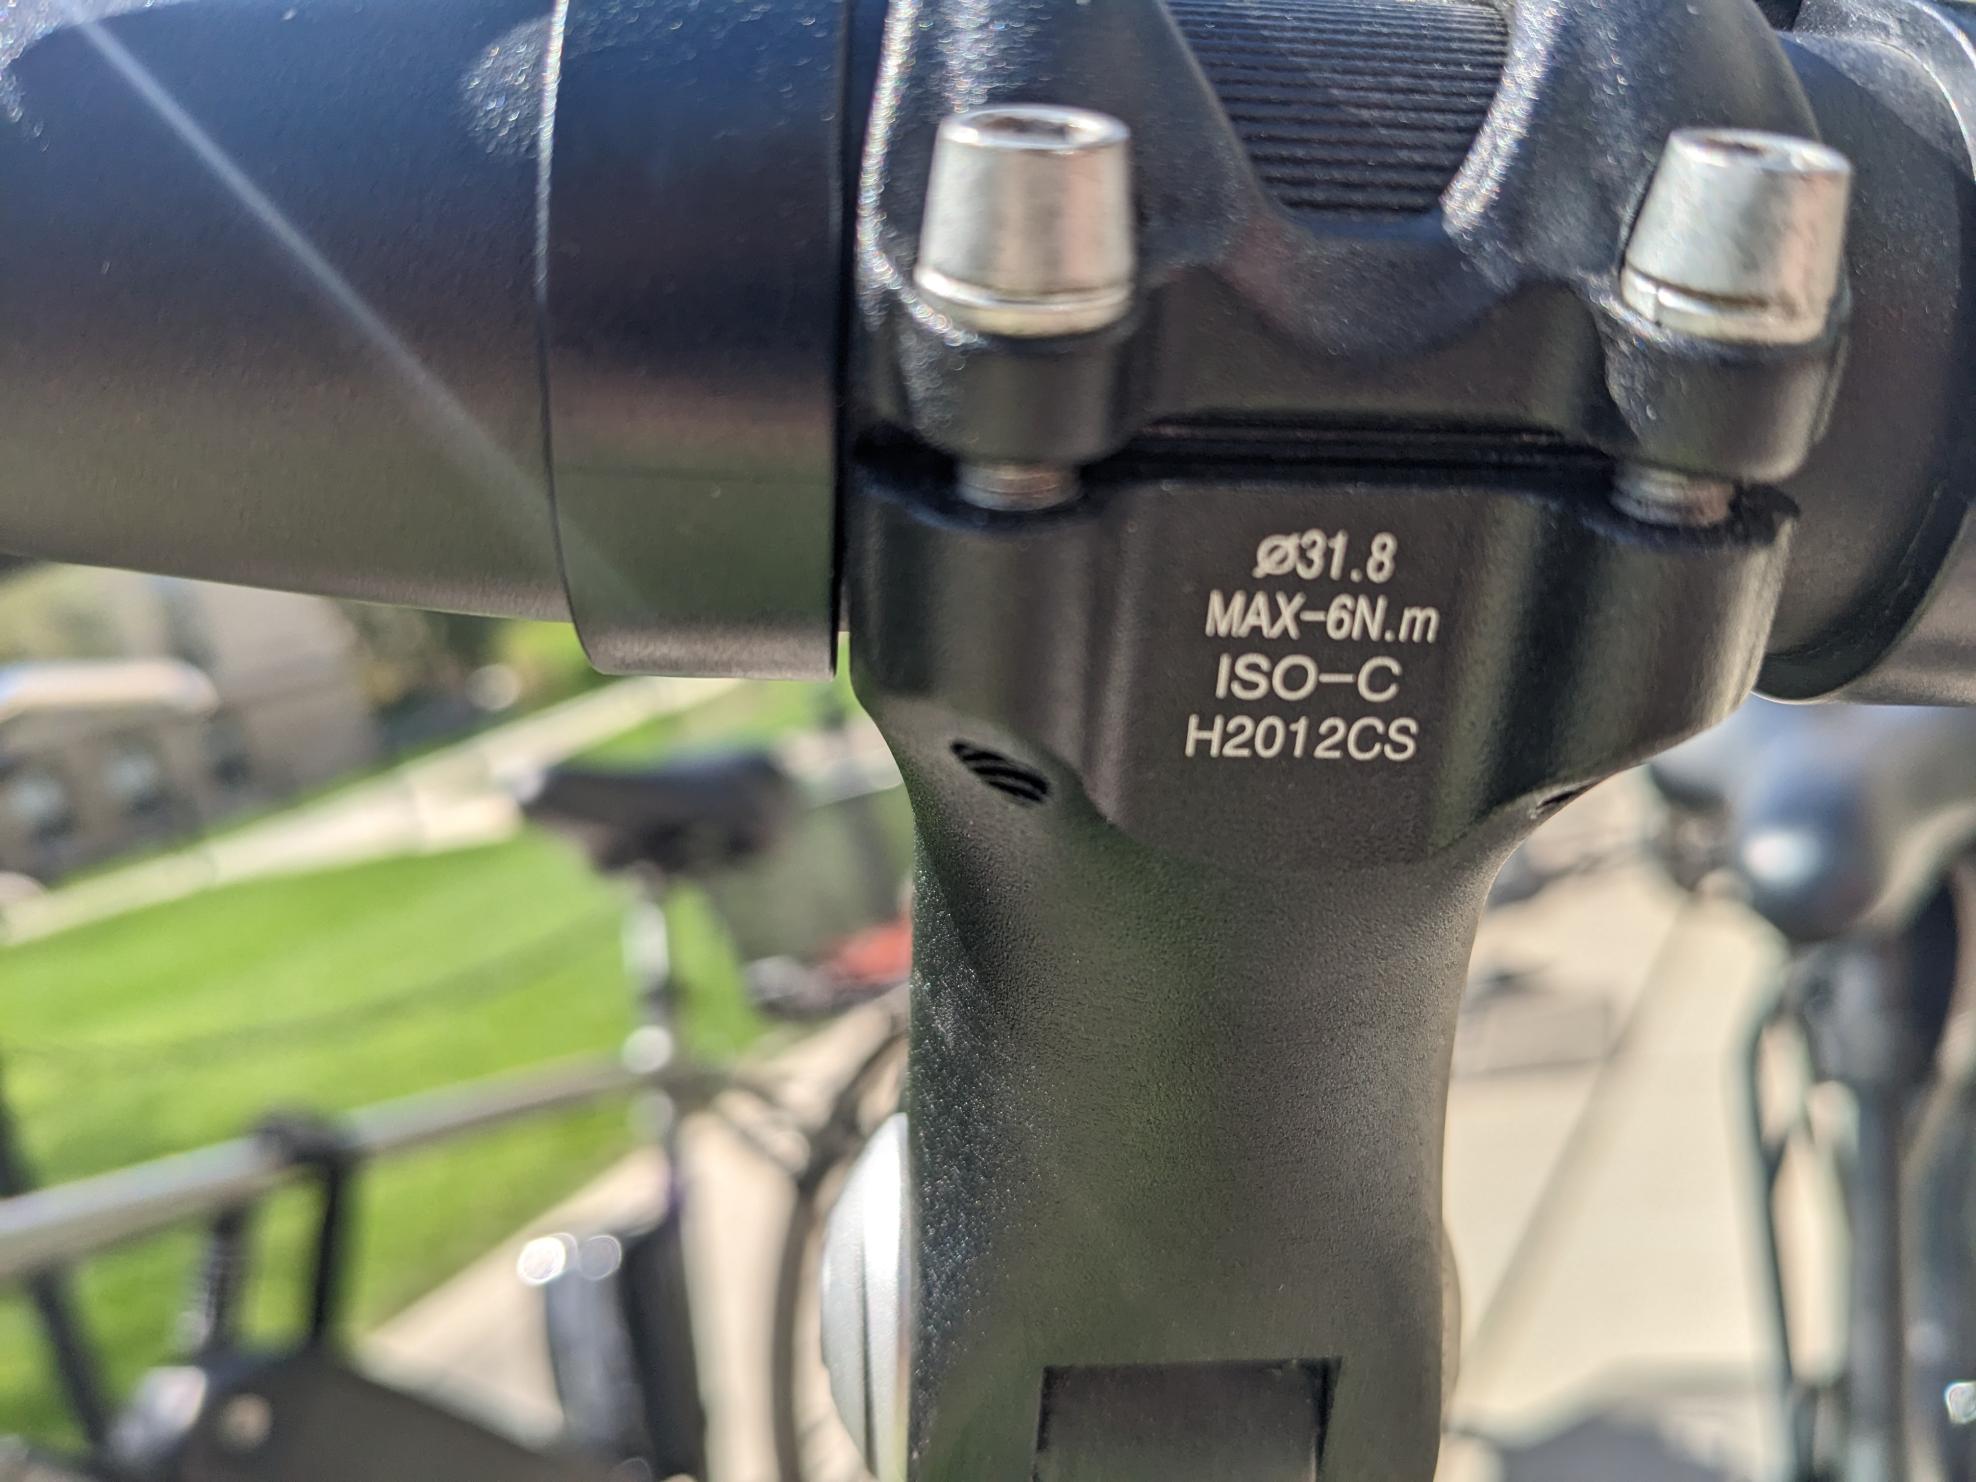 Ø31.8
MAX-6N.m
ISO-C
H2012CS